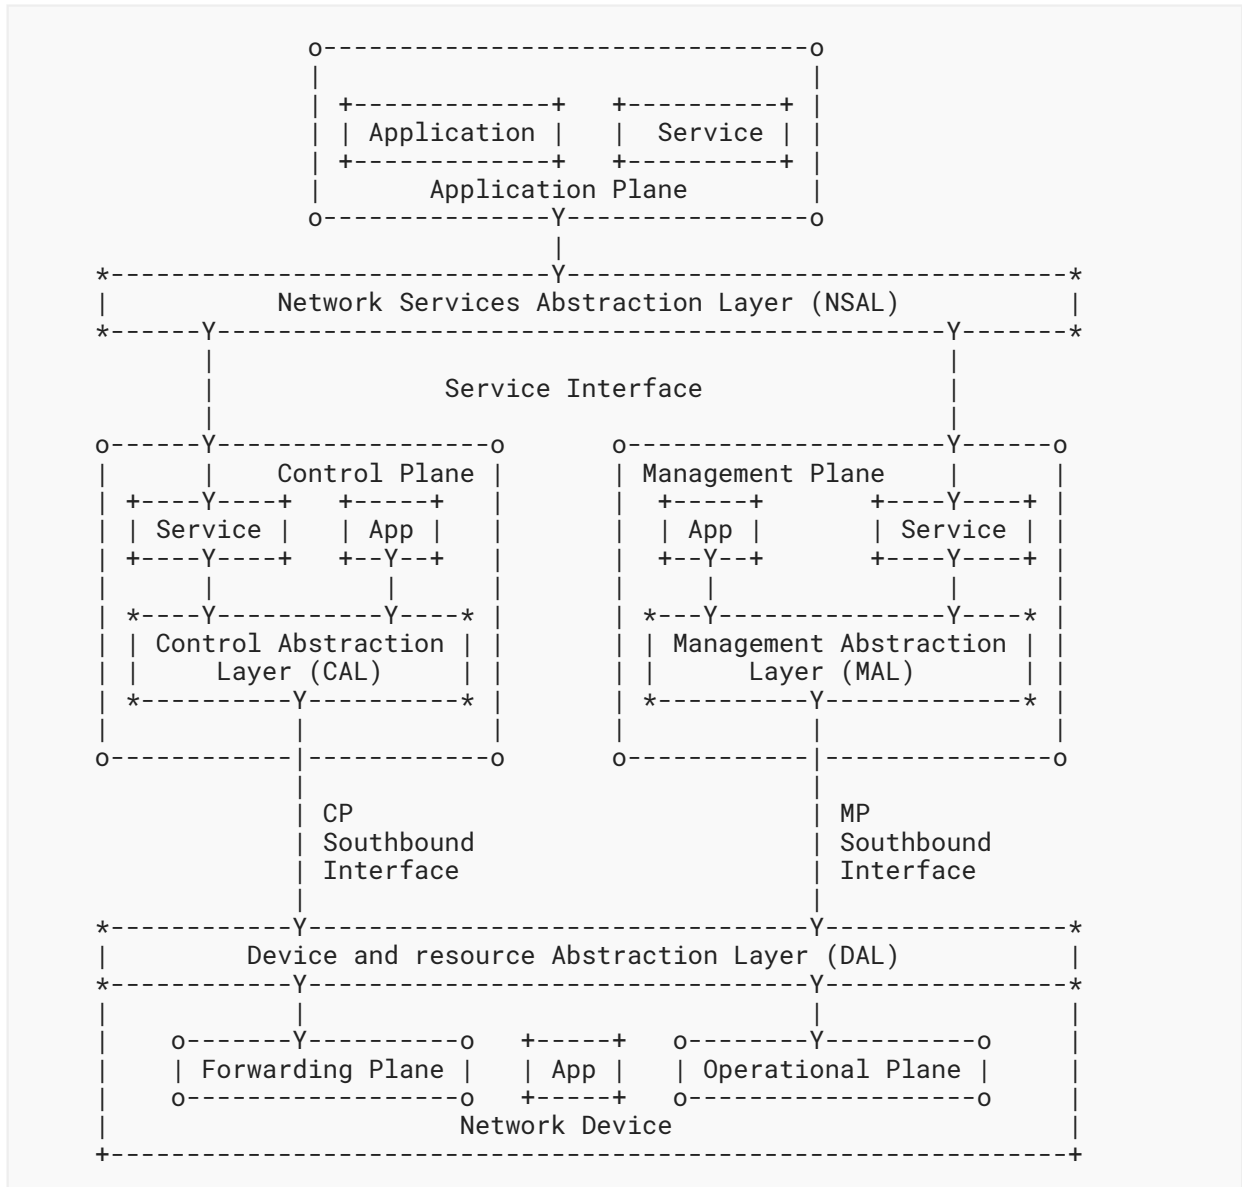 Application Service
Application Plane
Network Services Abstraction Layer (NSAL)
Service Interface
Control Plane Management Plane
Service App App Service
Control Abstraction Management Abstraction
Layer (CAL) Layer (MAL)
CP MP
Southbound Southbound
Interface Interface
Device and resource Abstraction Layer (DAL)
Forwarding Plane App Operational Plane
Network Device